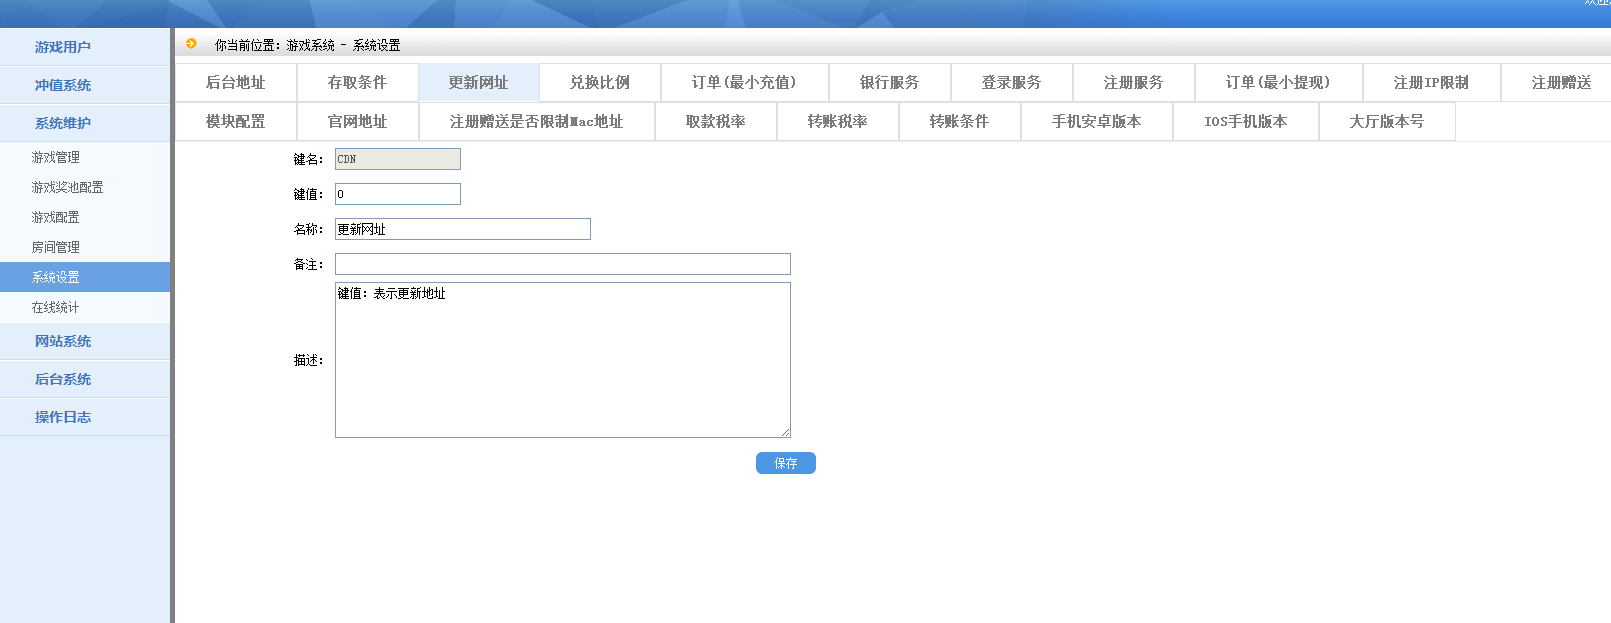 欢迎
游戏用户
冲值系统
系统维护
游戏管理
游戏奖池配置
游戏配置
房间管理
系统设置
在线统计
网站系统
后台系统
操作日志
你当前位置：游戏系统 - 系统设置
后台地址 存取条件 更新网址 兑换比例 订单(最小充值) 银行服务 登录服务 注册服务 订单(最小提现) 注册IP限制 注册赠送
模块配置 官网地址 注册赠送是否限制Mac地址 取款税率 转账税率 转账条件 手机安卓版本 IOS手机版本 大厅版本号
键名： CDN
键值： 0
名称： 更新网址
备注：
键值：表示更新地址
描述：
保存